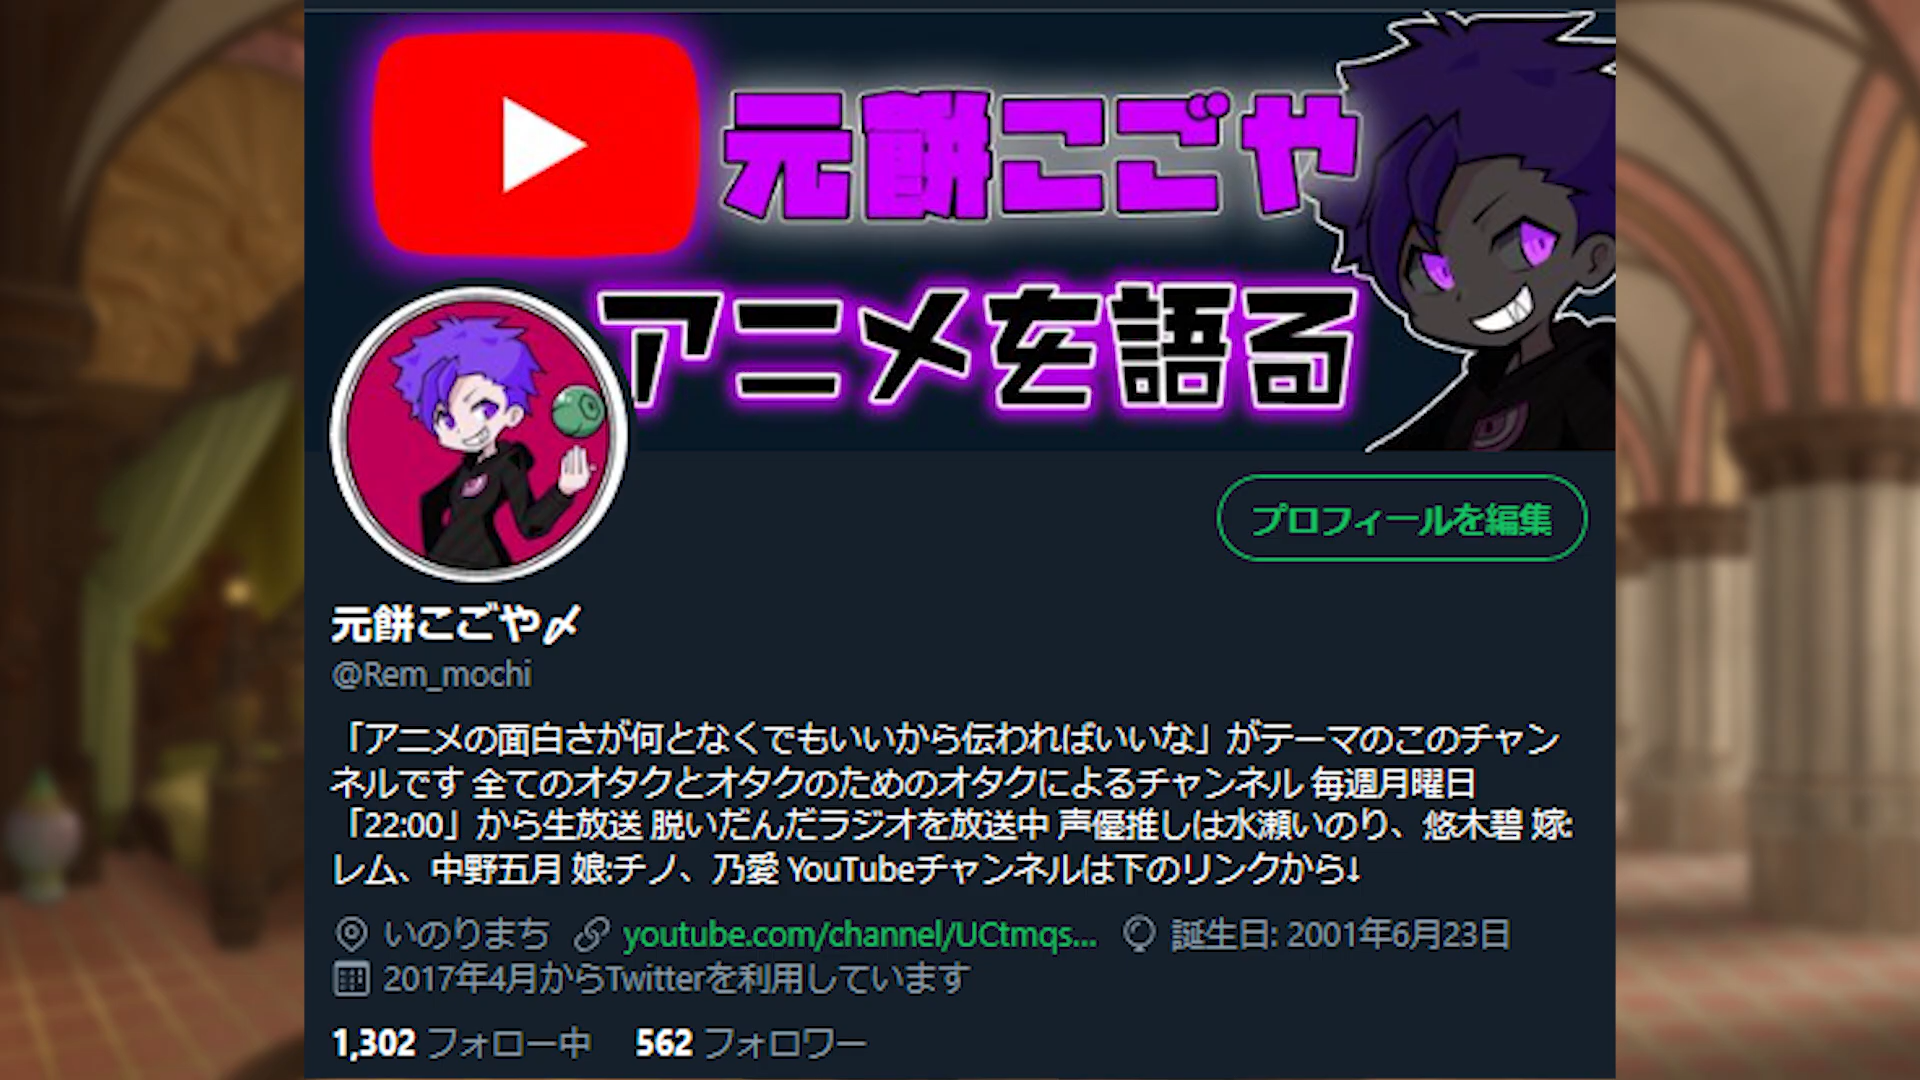 元餅こごや
アニメを語る
プロフィールを編集
元餅こごや〆
@Rem_mochi
「アニメの面白さが何となくでもいいから伝わればいいな」がテーマのこのチャン
ネルです 全てのオタクとオタクのためのオタクによるチャンネル 毎週月曜日
「22:00」から生放送 脱いだんだラジオを放送中 声優推しは水瀬いのり、悠木碧 嫁:
レム、中野五月 娘:チノ、乃愛 YouTubeチャンネルは下のリンクから↓
いのりまち youtube.com/channel/UCtmqs... 誕生日: 2001年6月23日
2017年4月からTwitterを利用しています
1,302 フォロー中 562 フォロワー